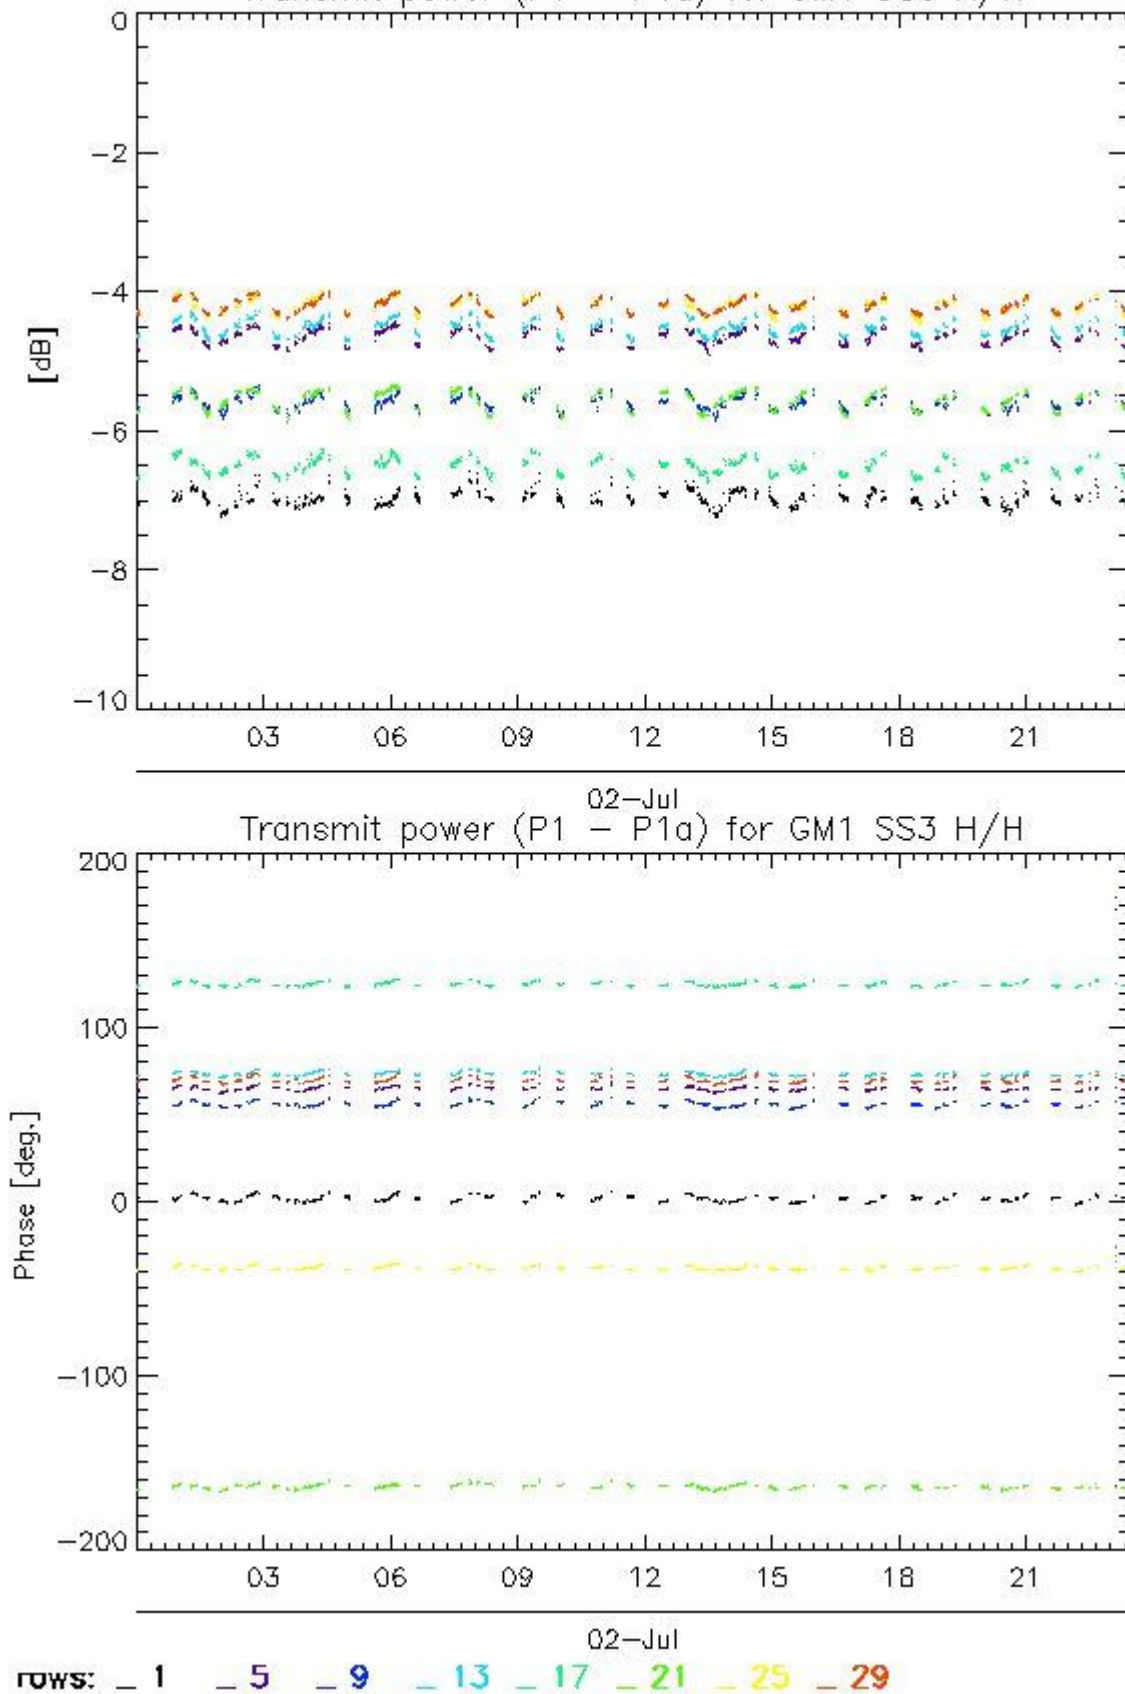 0
−2
−4
[dB]
−6
−8
−10
03 06 09 12 15 18 21
02−Jul
Transmit power (P1 − P1a) for GM1 SS3 H/H
200
100
Phase [deg.]
0
−100
−200
03 06 09 12 15 18 21
02−Jul
rows: _ 1 _ 5 _ 9 _ 13 _ 17 _ 21 _ 25 _ 29